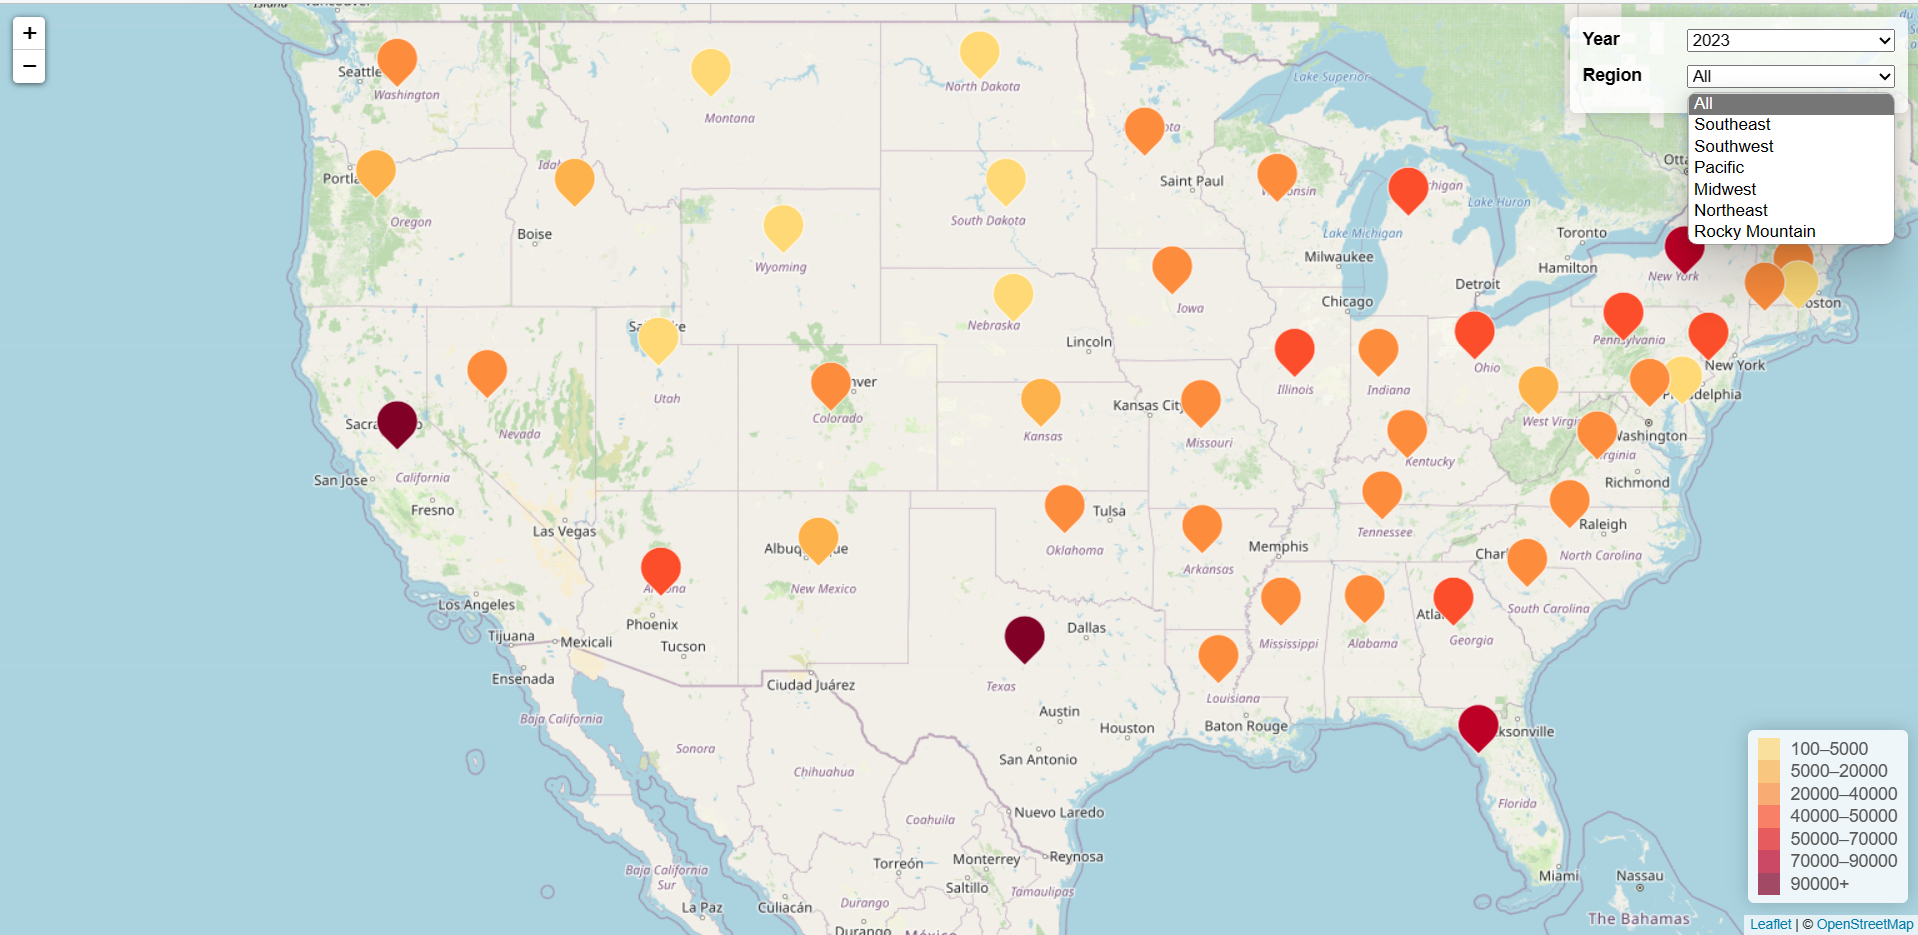 +
−
Year
2023
Region
All
All
Southeast
Southwest
Pacific
Midwest
Northeast
Rocky Mountain
Seattle
Washington
Montana
North Dakota
Lake Superior
Saint Paul
Lake Huron
Oregon
Boise
South Dakota
Lake Michigan
Toronto
Wyoming
Milwaukee
Hamilton
New York
Iowa
Chicago
Detroit
Nebraska
Lincoln
Pennsylvania
New York
Utah
Illinois
Indiana
Ohio
Colorado
Kansas City
Nevada
Kansas
Missouri
Kentucky
Washington
San Jose
California
Richmond
Fresno
Las Vegas
Tulsa
Raleigh
Oklahoma
Memphis
Tennessee
North Carolina
Arkansas
New Mexico
Los Angeles
Phoenix
South Carolina
Tijuana
Mexicali
Tucson
Dallas
Mississippi
Alabama
Georgia
Ensenada
Ciudad Juárez
Texas
Louisiana
Baja California
Austin
Houston
Baton Rouge
Sonora
San Antonio
Chihuahua
Florida
Nuevo Laredo
Coahuila
Torreón
Monterrey
Reynosa
Baja California
Sur
Saltillo
Tamaulipas
Miami
Nassau
La Paz
Culiacán
Durango
Durango
The Bahamas
100–5000
5000–20000
20000–40000
40000–50000
50000–70000
70000–90000
90000+
Leaflet | © OpenStreetMap